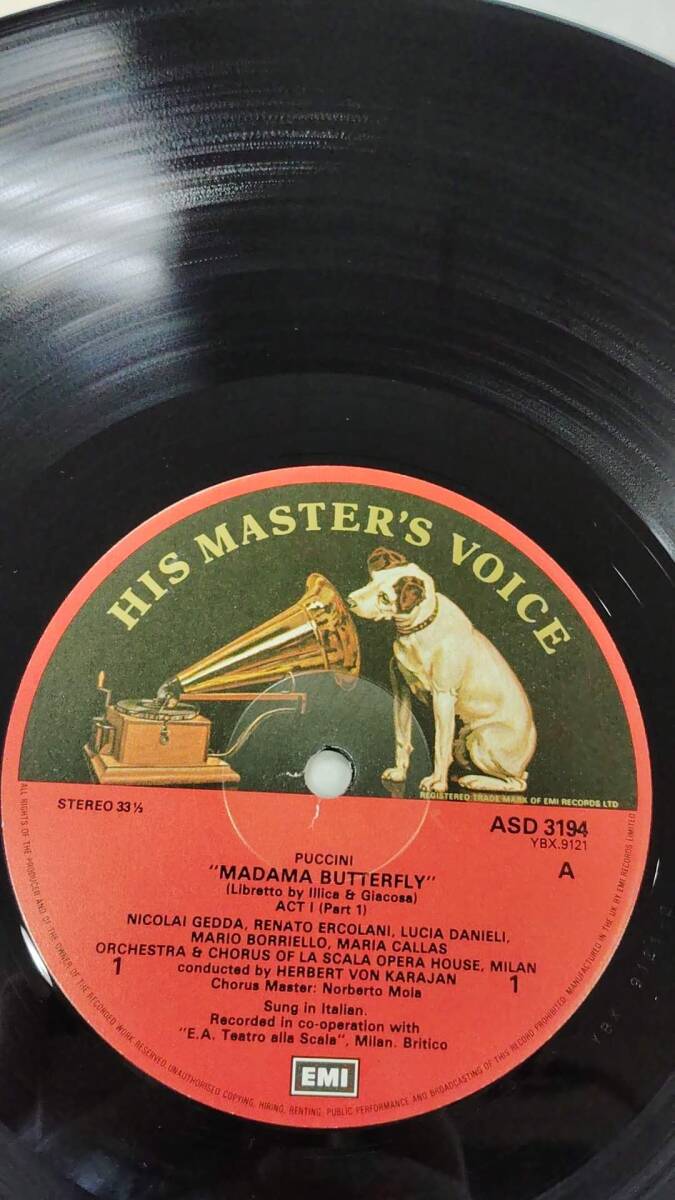 HIS MASTER'S VOICE
REGISTERED TRADE MARK OF EMI RECORDS LTD
STEREO 33⅓
ASD 3194
YBX.9121
A
PUCCINI
"MADAMA BUTTERFLY"
(Libretto by Illica & Giacosa)
ACT I (Part 1)
NICOLAI GEDDA, RENATO ERCOLANI, LUCIA DANIELI,
MARIO BORRIELLO, MARIA CALLAS
ORCHESTRA & CHORUS OF LA SCALA OPERA HOUSE, MILAN
1 conducted by HERBERT VON KARAJAN 1
Chorus Master: Norberto Mola
Sung in Italian.
Recorded in co-operation with
"E.A. Teatro alla Scala", Milan. Britico
EMI
ALL RIGHTS OF THE PRODUCER AND OF THE OWNER OF THE RECORDED WORK RESERVED. UNAUTHORISED COPYING, HIRING, RENTING, PUBLIC PERFORMANCE AND BROADCASTING OF THIS RECORD PROHIBITED. MANUFACTURED IN THE UK BY EMI RECORDS LIMITED